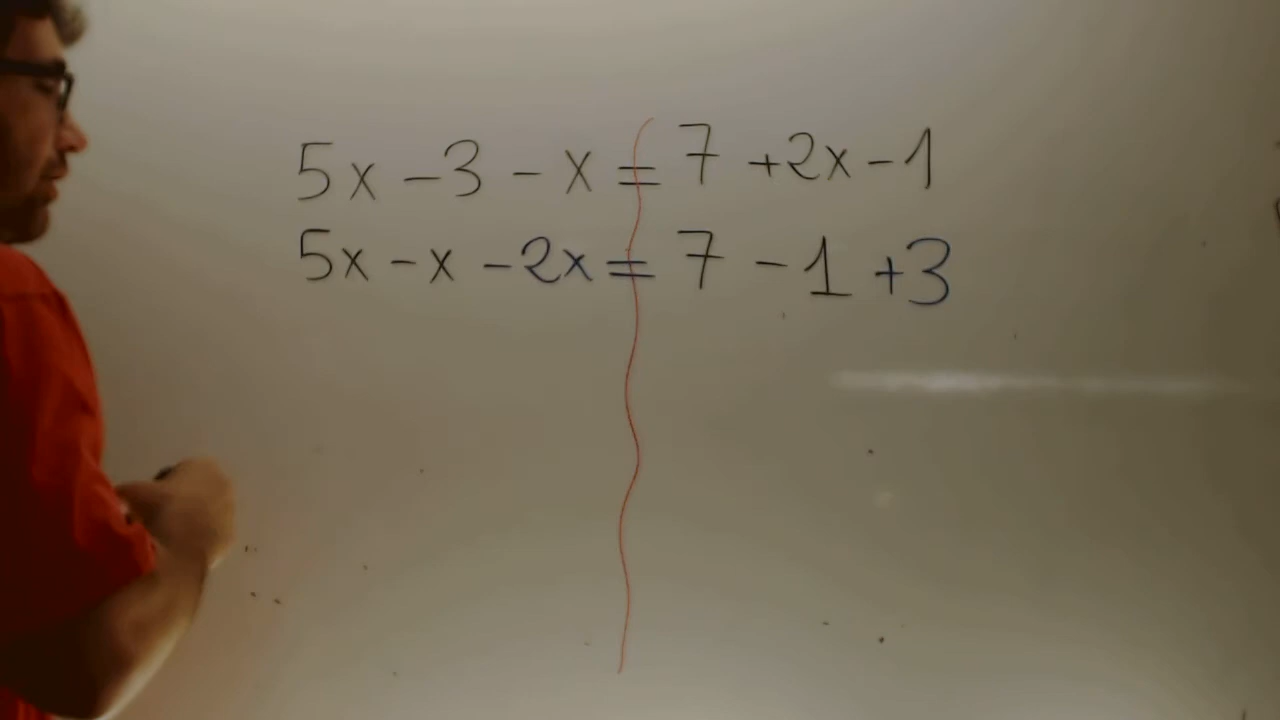 5x - 3 - x = 7 + 2x - 1
5x - x - 2x = 7 - 1 + 3